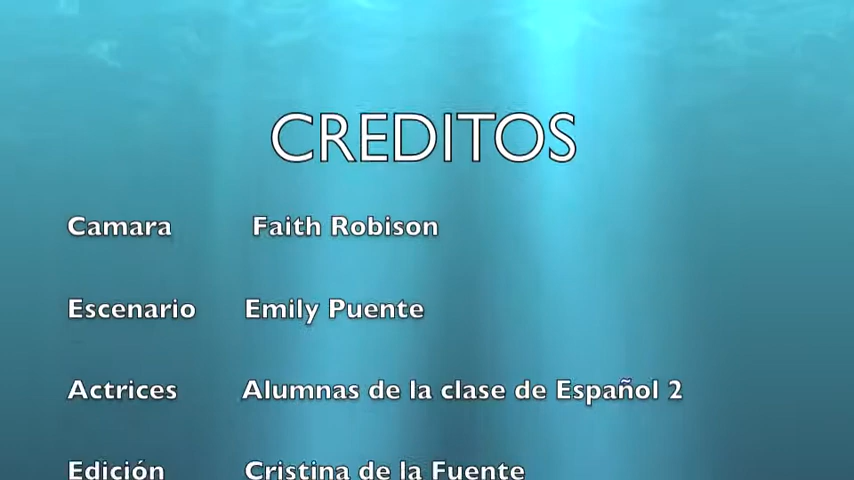 CREDITOS
Camara Faith Robison
Escenario Emily Puente
Actrices Alumnas de la clase de Español 2
Edición Cristina de la Fuente